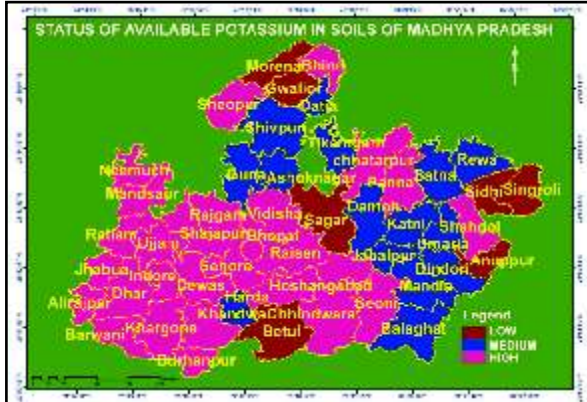 STATUS OF AVAILABLE POTASSIUM IN SOILS OF MADHYA PRADESH
Morena
Bhind
Gwalior
Sheopur
Datia
Shivpuri
Tikamgarh
chhatarpur
Rewa
Neemuch
Guna
Ashoknagar
Panna
Satna
Sidhi
Singroli
Mandsaur
Damoh
Rajgarh
Vidisha
Sagar
Katni
Shahdol
Ratlam
Ujjain
Shajapur
Bhopal
Umaria
Raisen
Jabalpur
Anuppur
Jhabua
Indore
Sehore
Dindori
Dhar
Dewas
Hoshangabad
Mandla
Alirajpur
Harda
Seoni
Khandwa
Chhindwara
Barwani
Khargone
Betul
Balaghat
Burhanpur
Legend
LOW
MEDIUM
HIGH